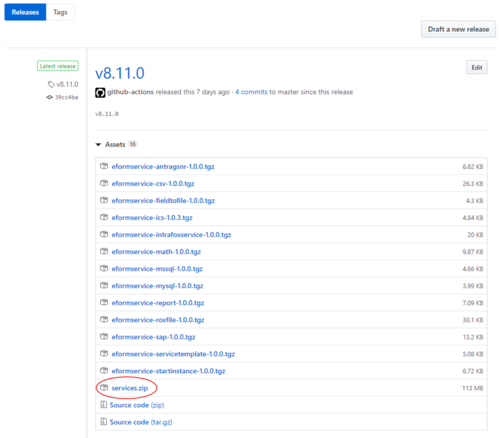 Releases Tags
Draft a new release
Latest release
v8.11.0
39cc4ba
v8.11.0
Edit
github-actions released this 7 days ago · 4 commits to master since this release
v8.11.0
Assets 16
eformservice-antragsnr-1.0.0.tgz 6.82 KB
eformservice-csv-1.0.0.tgz 26.3 KB
eformservice-fieldtofile-1.0.0.tgz 4.3 KB
eformservice-ics-1.0.3.tgz 4.84 KB
eformservice-intrafoxservice-1.0.0.tgz 20 KB
eformservice-math-1.0.0.tgz 9.87 KB
eformservice-mssql-1.0.0.tgz 4.66 KB
eformservice-mysql-1.0.0.tgz 3.99 KB
eformservice-report-1.0.0.tgz 7.09 KB
eformservice-roxfile-1.0.0.tgz 30.1 KB
eformservice-sap-1.0.0.tgz 13.2 KB
eformservice-servicetemplate-1.0.0.tgz 5.08 KB
eformservice-startinstance-1.0.0.tgz 6.72 KB
services.zip 113 MB
Source code (zip)
Source code (tar.gz)